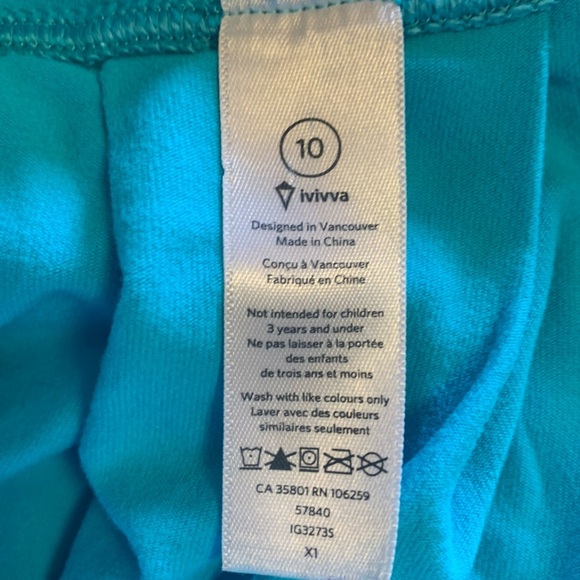 10
ivivva
Designed in Vancouver
Made in China
Conçu à Vancouver
Fabriqué en Chine
Not intended for children
3 years and under
Ne pas laisser à la portée
des enfants
de trois ans et moins
Wash with like colours only
Laver avec des couleurs
similaires seulement
CA 35801 RN 106259
57840
IG3273S
X1